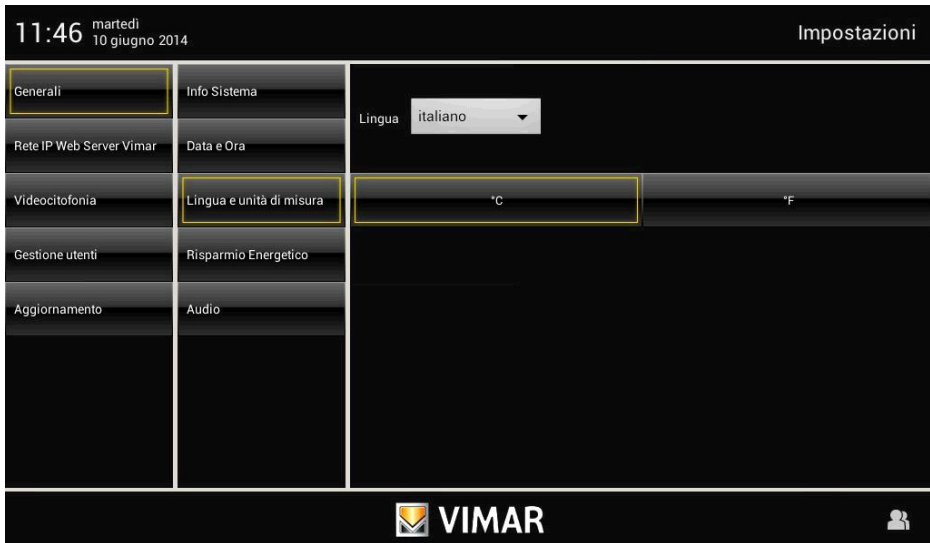 11:46 martedì
10 giugno 2014
Impostazioni
Generali
Rete IP Web Server Vimar
Videocitofonia
Gestione utenti
Aggiornamento
Info Sistema
Data e Ora
Lingua e unità di misura
Risparmio Energetico
Audio
Lingua italiano
°C °F
VIMAR